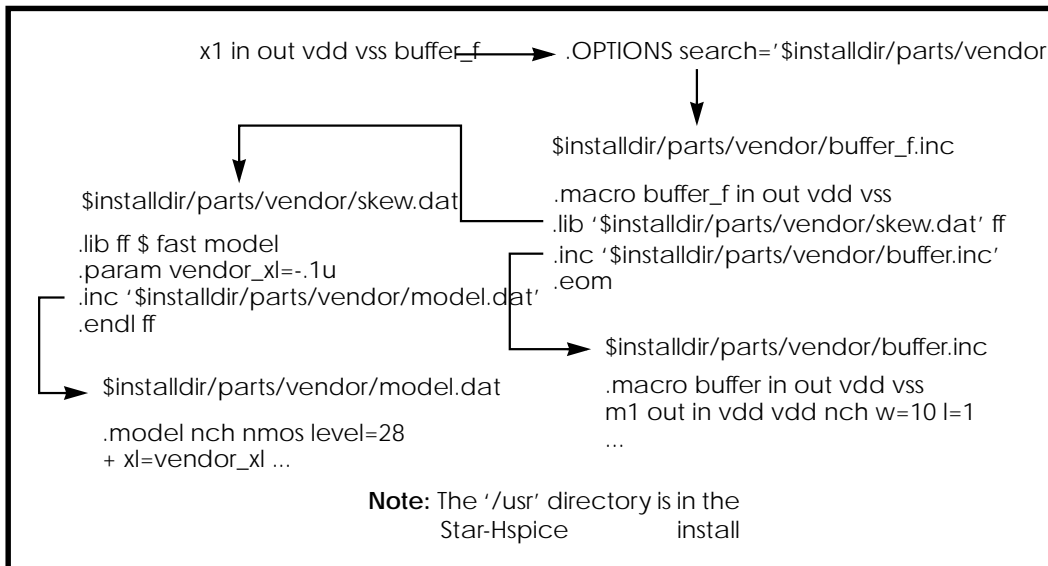 x1 in out vdd vss buffer_f
.OPTIONS search='$installdir/parts/vendor
$installdir/parts/vendor/buffer_f.inc
.macro buffer_f in out vdd vss
.lib ‘$installdir/parts/vendor/skew.dat’ ff
.inc ‘$installdir/parts/vendor/buffer.inc’
.eom
$installdir/parts/vendor/skew.dat
.lib ff $ fast model
.param vendor_xl=-.1u
.inc ‘$installdir/parts/vendor/model.dat’
.endl ff
$installdir/parts/vendor/buffer.inc
.macro buffer in out vdd vss
m1 out in vdd vdd nch w=10 l=1
...
$installdir/parts/vendor/model.dat
.model nch nmos level=28
+ xl=vendor_xl ...
Note: The ‘/usr’ directory is in the
Star-Hspice install